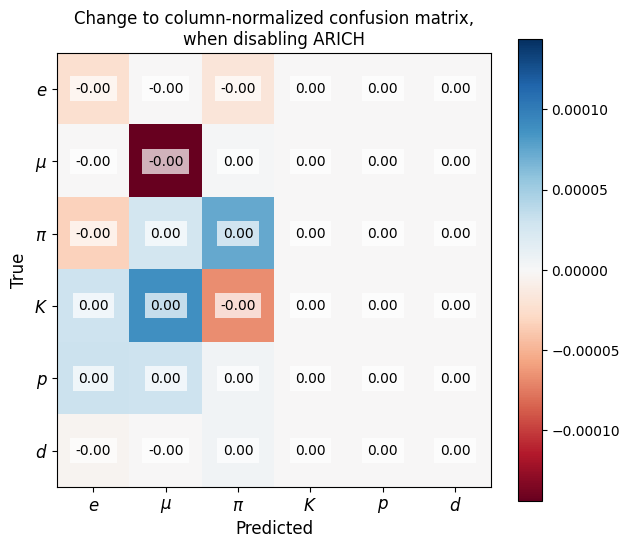 Change to column-normalized confusion matrix,
when disabling ARICH
e -0.00 -0.00 -0.00 0.00 0.00 0.00
μ -0.00 -0.00 0.00 0.00 0.00 0.00
π -0.00 0.00 0.00 0.00 0.00 0.00
K 0.00 0.00 -0.00 0.00 0.00 0.00
p 0.00 0.00 0.00 0.00 0.00 0.00
d -0.00 -0.00 0.00 0.00 0.00 0.00
e μ π K p d
Predicted
True
0.00010
0.00005
0.00000
−0.00005
−0.00010